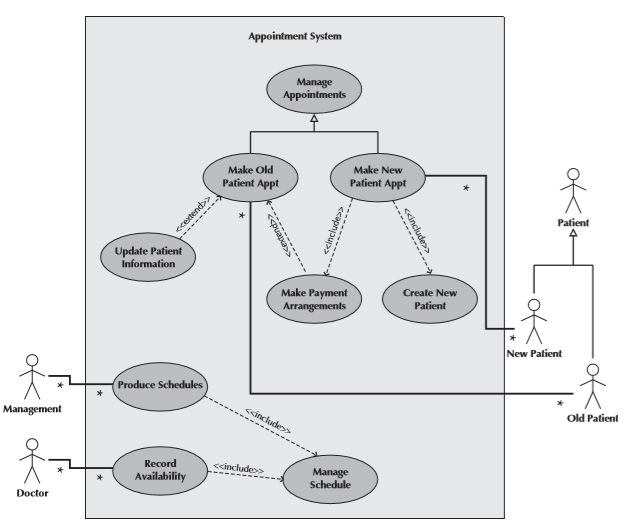 Appointment System
Manage
Appointments
Make Old
Patient Appt
Make New
Patient Appt
*
*
Patient
<<extend>>
<<extend>>
<<include>>
<<include>>
Update Patient
Information
Make Payment
Arrangements
Create New
Patient
*
New Patient
Management
*
*
Produce Schedules
*
Old Patient
<<include>>
Doctor
*
*
Record
Availability
<<include>>
Manage
Schedule